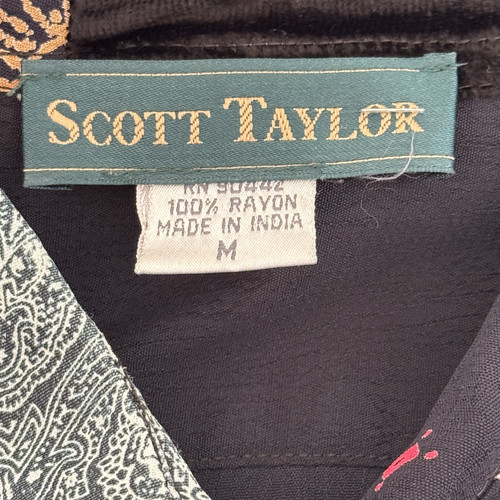 SCOTT TAYLOR
RN 90442
100% RAYON
MADE IN INDIA
M